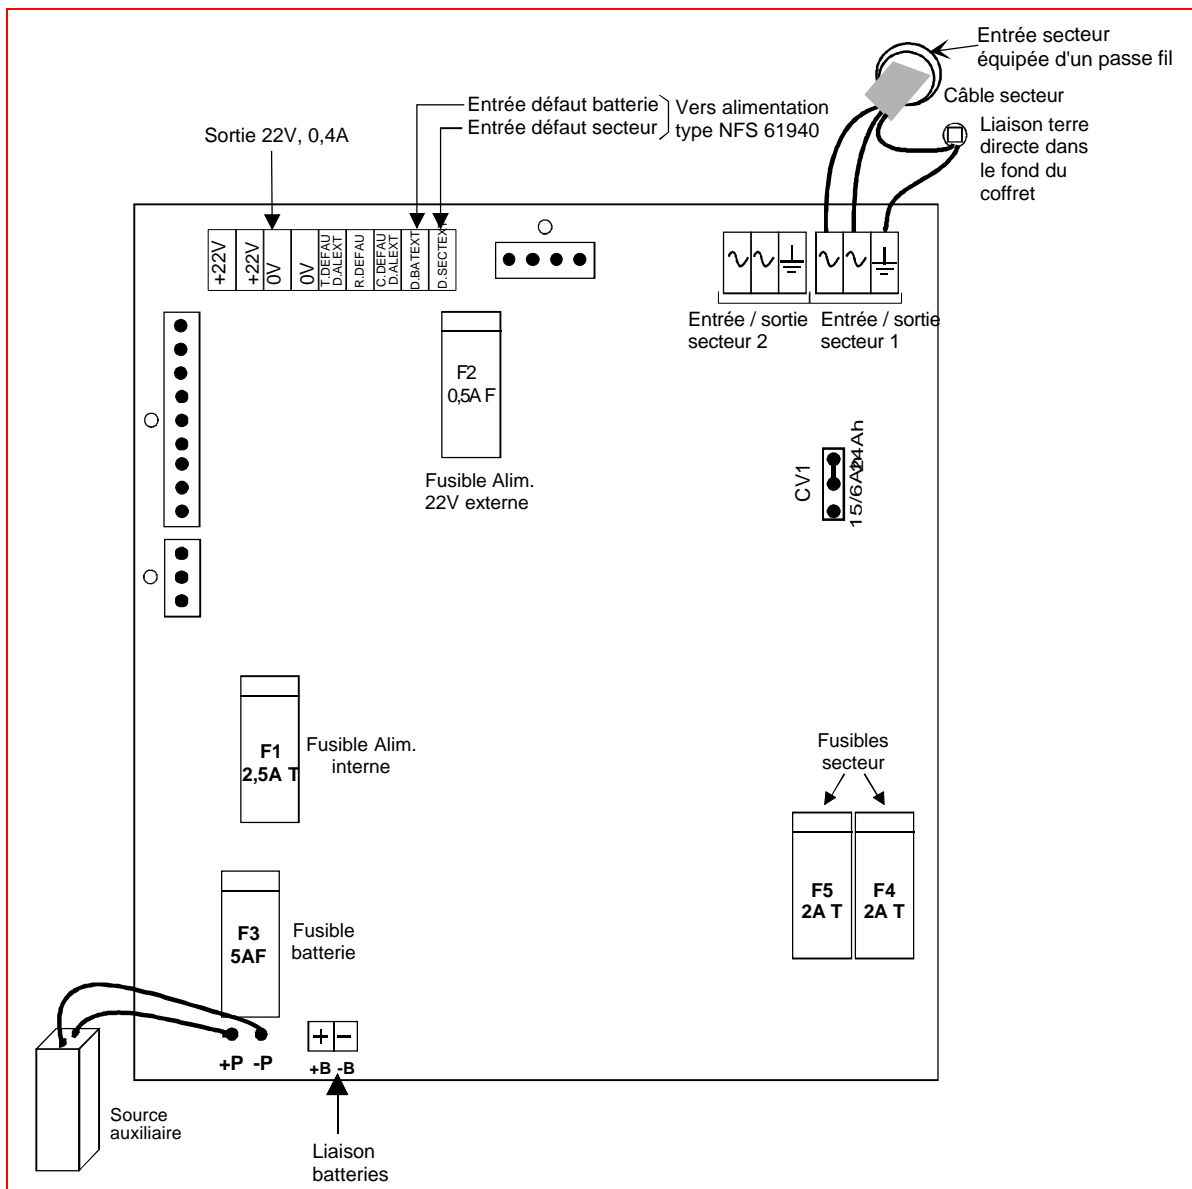 Entrée secteur
équipée d'un passe fil
Câble secteur
Liaison terre
directe dans
le fond du
coffret
Entrée défaut batterie
Entrée défaut secteur
Vers alimentation
type NFS 61940
Sortie 22V, 0,4A
+22V
+22V
0V
0V
T.DEFAU
D.ALEXT
R.DEFAU
C.DEFAU
D.ALEXT
D.BATEXT
D.SECTEXT
Entrée / sortie
secteur 2
Entrée / sortie
secteur 1
F2
0,5A F
Fusible Alim.
22V externe
CV1
15/6Ah
24Ah
F1
2,5A T
Fusible Alim.
interne
Fusibles
secteur
F5
2A T
F4
2A T
F3
5AF
Fusible
batterie
+P -P
+ −
+B -B
Source
auxiliaire
Liaison
batteries